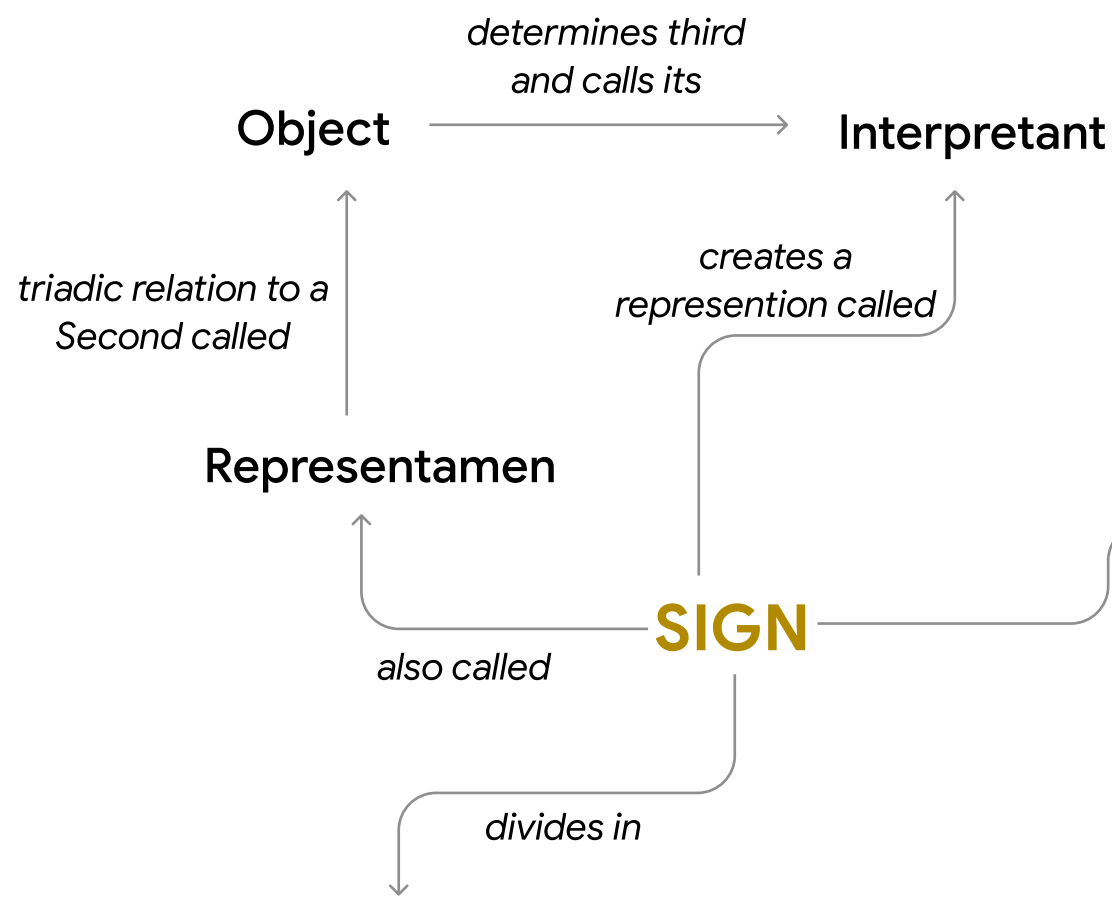 determines third
and calls its
Object
Interpretant
creates a
represention called
triadic relation to a
Second called
Representamen
SIGN
also called
divides in